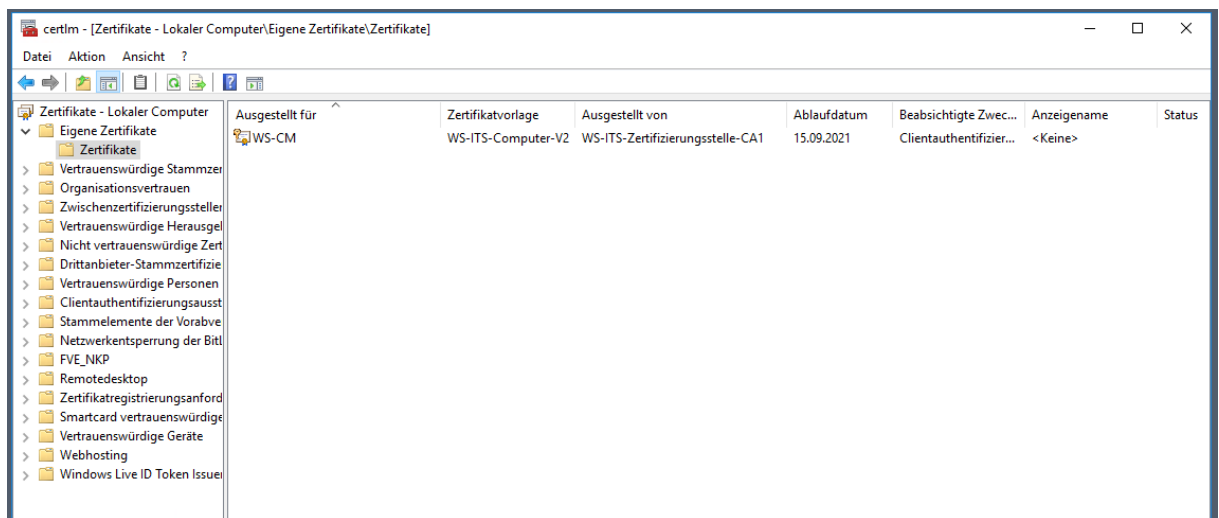 certlm - [Zertifikate - Lokaler Computer\Eigene Zertifikate\Zertifikate]
Datei Aktion Ansicht ?
Zertifikate - Lokaler Computer
Eigene Zertifikate
Zertifikate
Vertrauenswürdige Stammzer
Organisationsvertrauen
Zwischenzertifizierungsstellen
Vertrauenswürdige Herausgel
Nicht vertrauenswürdige Zert
Drittanbieter-Stammzertifizie
Vertrauenswürdige Personen
Clientauthentifizierungsausst
Stammelemente der Vorabve
Netzwerkentsperrung der Bitl
FVE_NKP
Remotedesktop
Zertifikatregistrierungsanford
Smartcard vertrauenswürdige
Vertrauenswürdige Geräte
Webhosting
Windows Live ID Token Issuer
Ausgestellt für Zertifikatvorlage Ausgestellt von Ablaufdatum Beabsichtigte Zwec... Anzeigename Status
WS-CM WS-ITS-Computer-V2 WS-ITS-Zertifizierungsstelle-CA1 15.09.2021 Clientauthentifizier... <Keine>